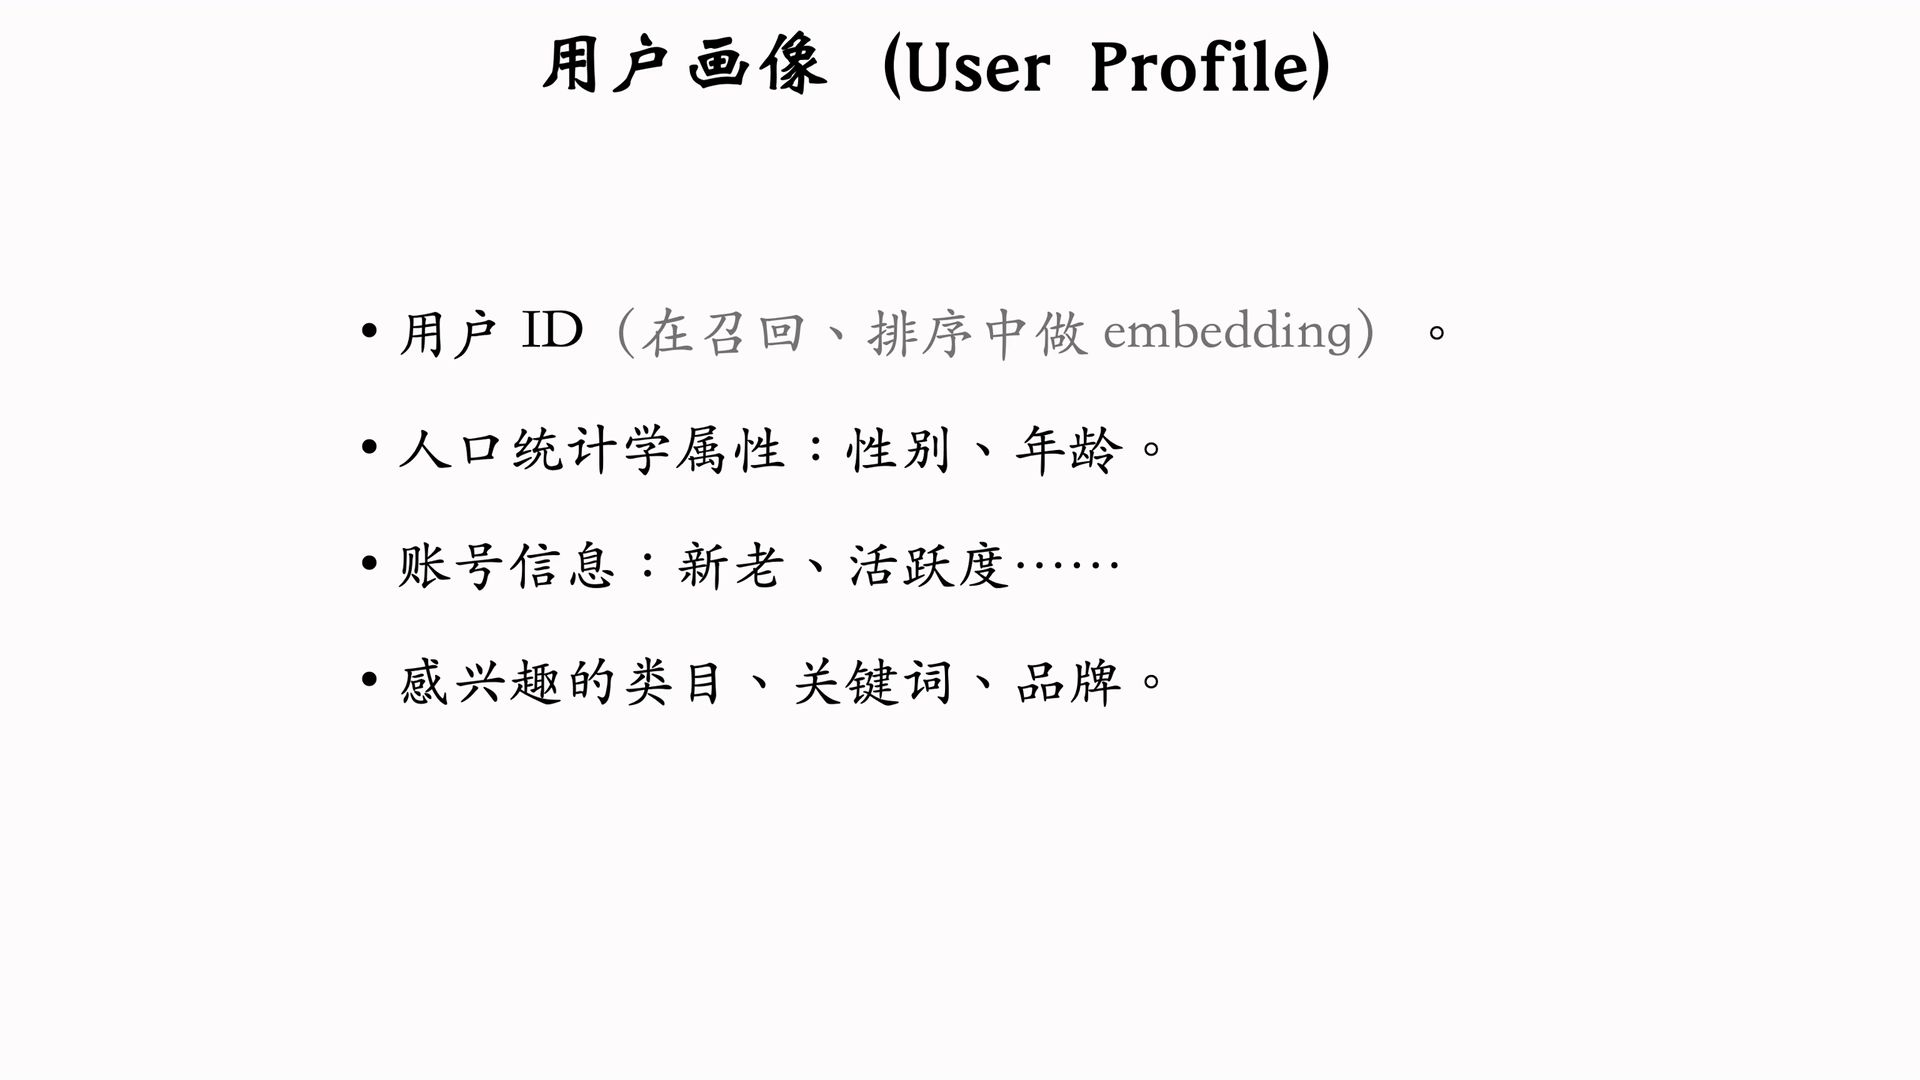 用户画像 (User Profile)
• 用户 ID（在召回、排序中做 embedding）。
• 人口统计学属性：性别、年龄。
• 账号信息：新老、活跃度……
• 感兴趣的类目、关键词、品牌。